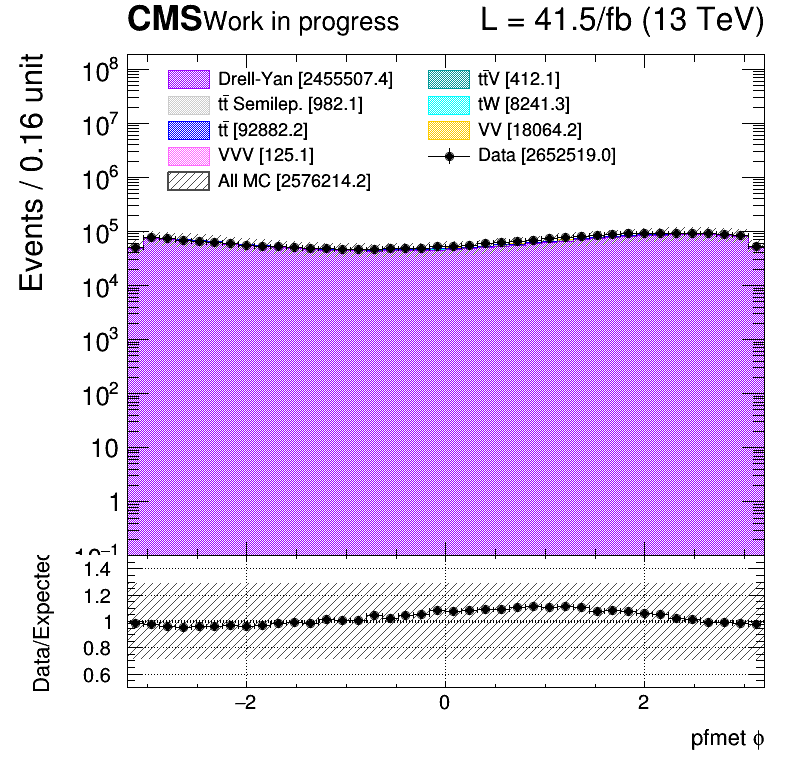 CMS Work in progress L = 41.5/fb (13 TeV)
Events / 0.16 unit
10⁸
10⁷
10⁶
10⁵
10⁴
10³
10²
10
1
Drell-Yan [2455507.4]
tt̄ Semilep. [982.1]
tt̄ [92882.2]
VVV [125.1]
All MC [2576214.2]
tt̄V [412.1]
tW [8241.3]
VV [18064.2]
Data [2652519.0]
10⁻¹
Data/Expected
1.4
1.2
1
0.8
0.6
−2 0 2
pfmet ϕ